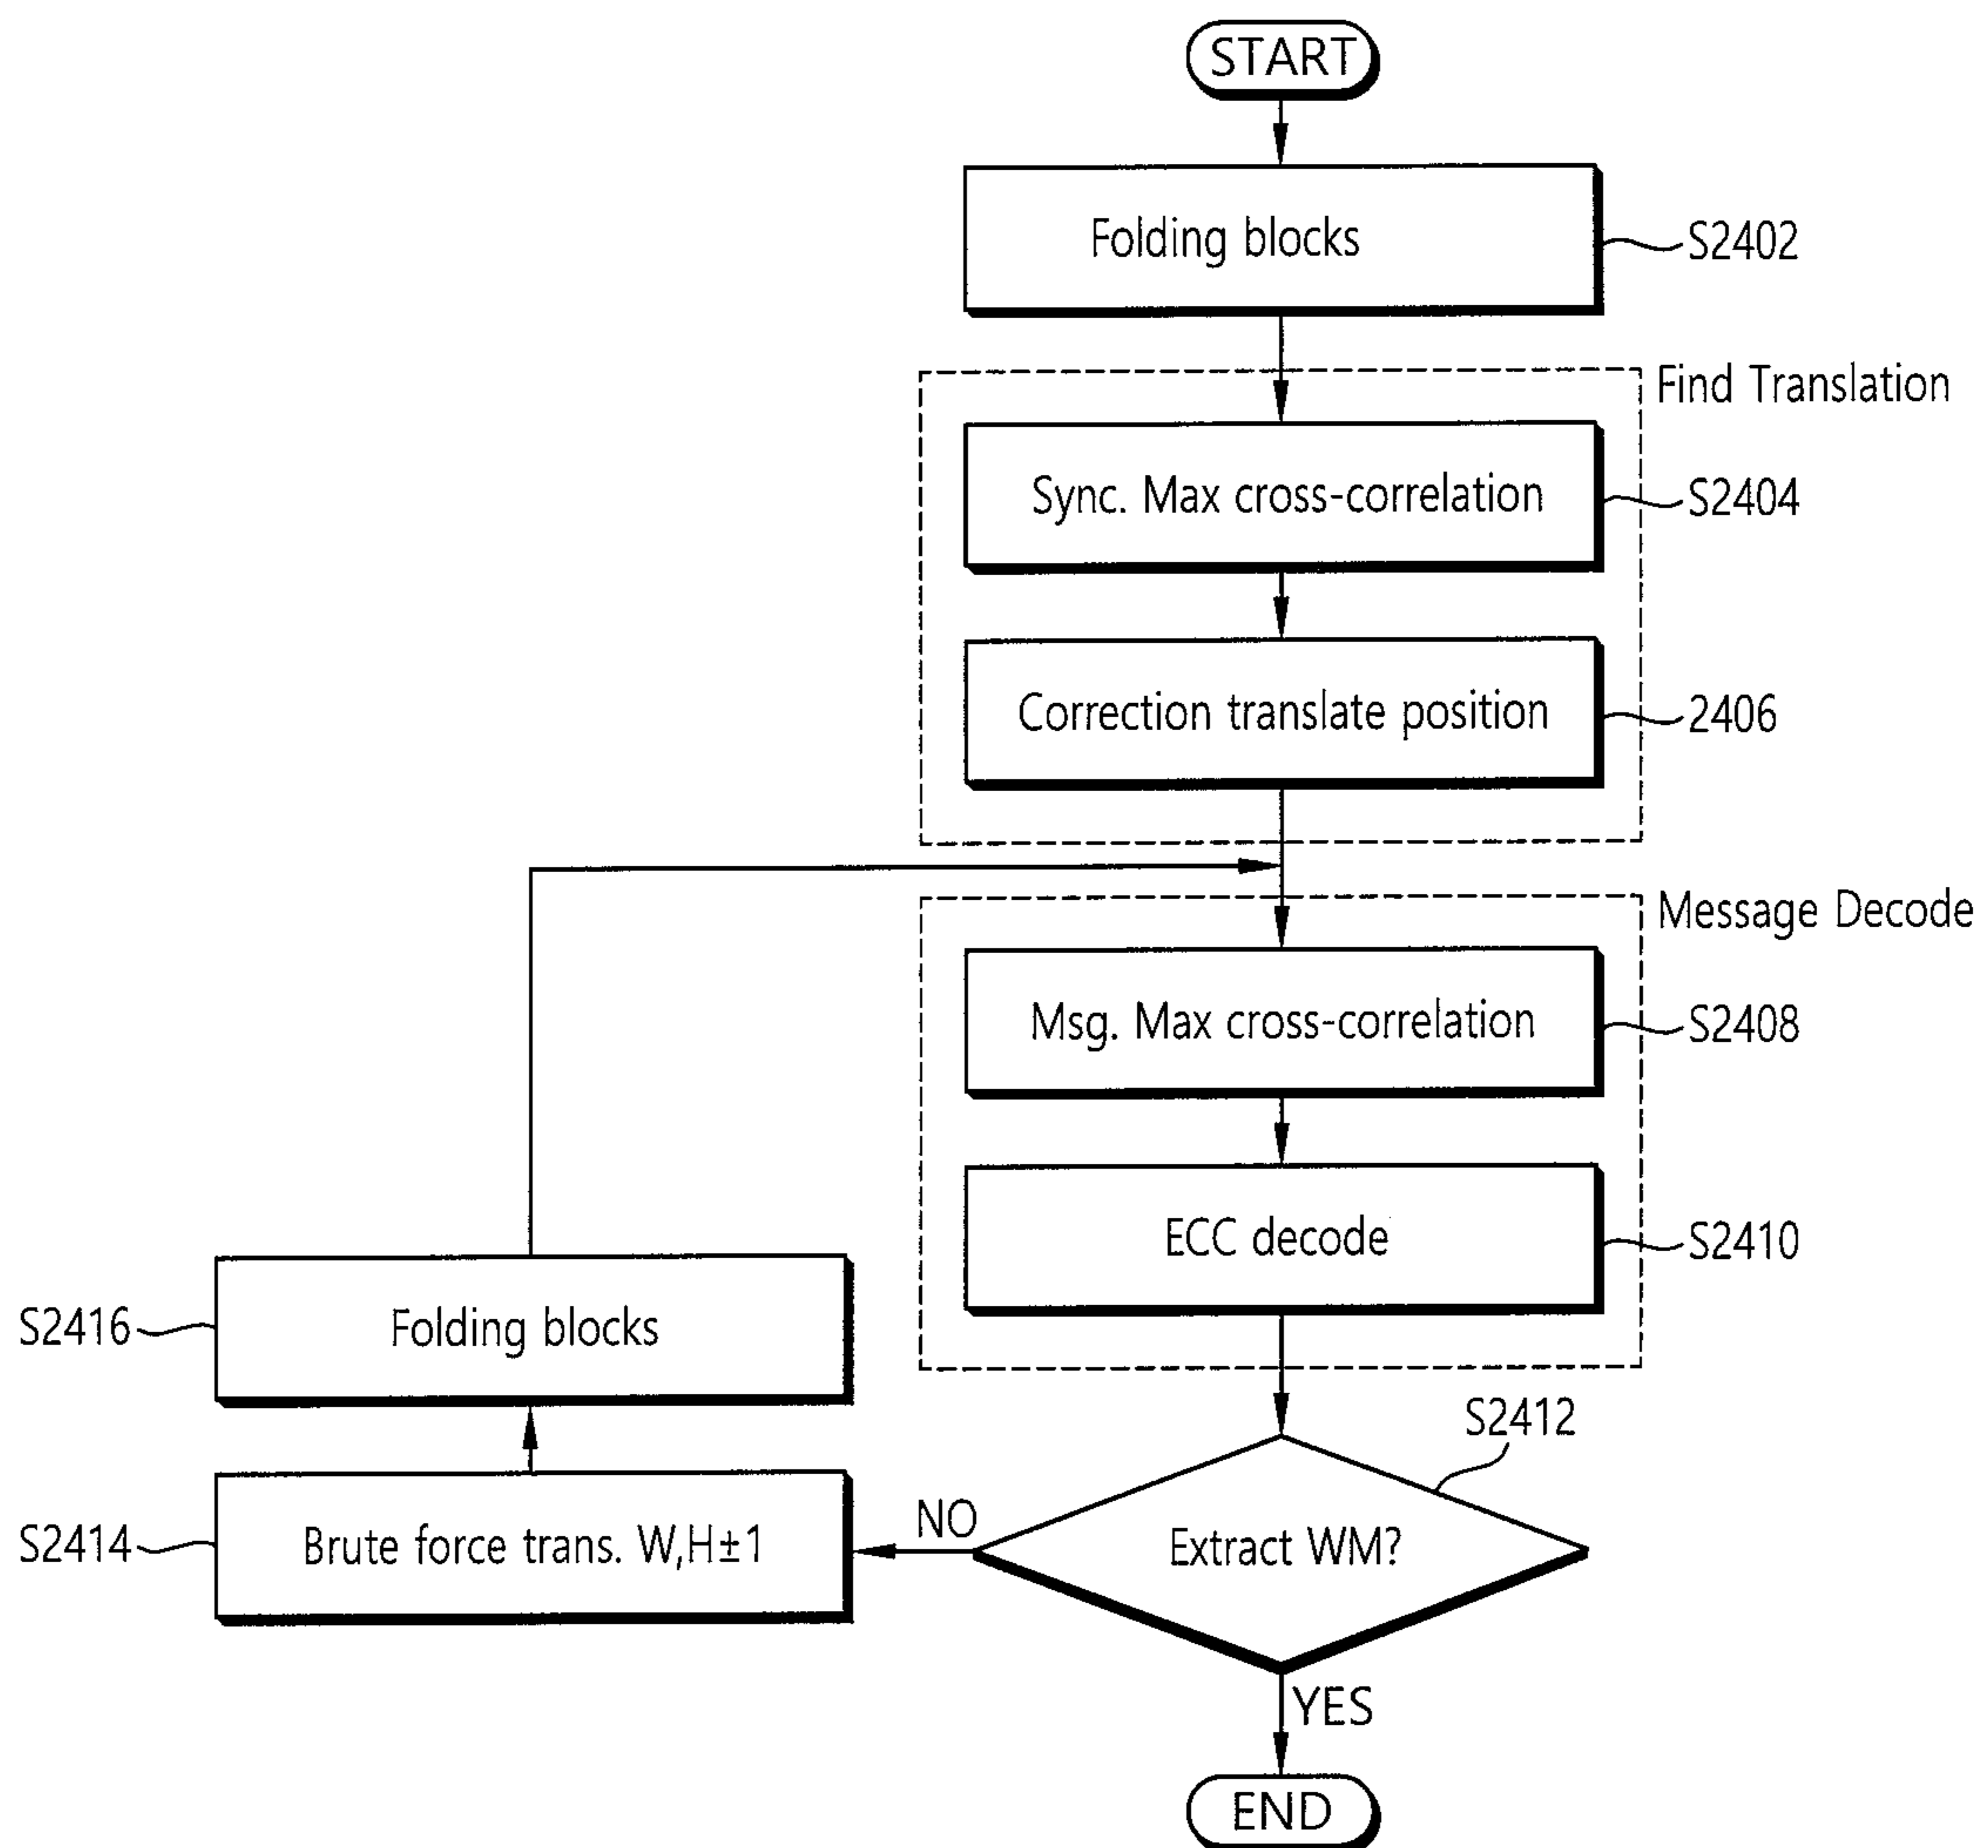 START
Folding blocks
S2402
Find Translation
Sync. Max cross-correlation
S2404
Correction translate position
2406
Message Decode
Msg. Max cross-correlation
S2408
ECC decode
S2410
S2416
Folding blocks
S2412
S2414
Brute force trans. W,H±1
NO
Extract WM?
YES
END